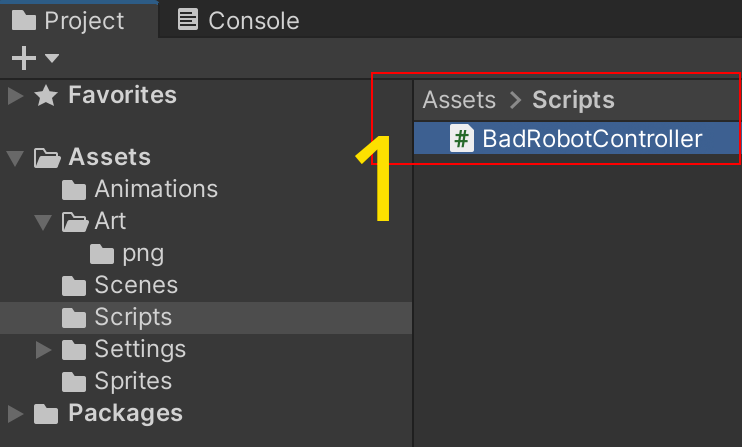 Project
Console
Favorites
Assets
Animations
Art
png
Scenes
Scripts
Settings
Sprites
Packages
Assets > Scripts
# BadRobotController
1